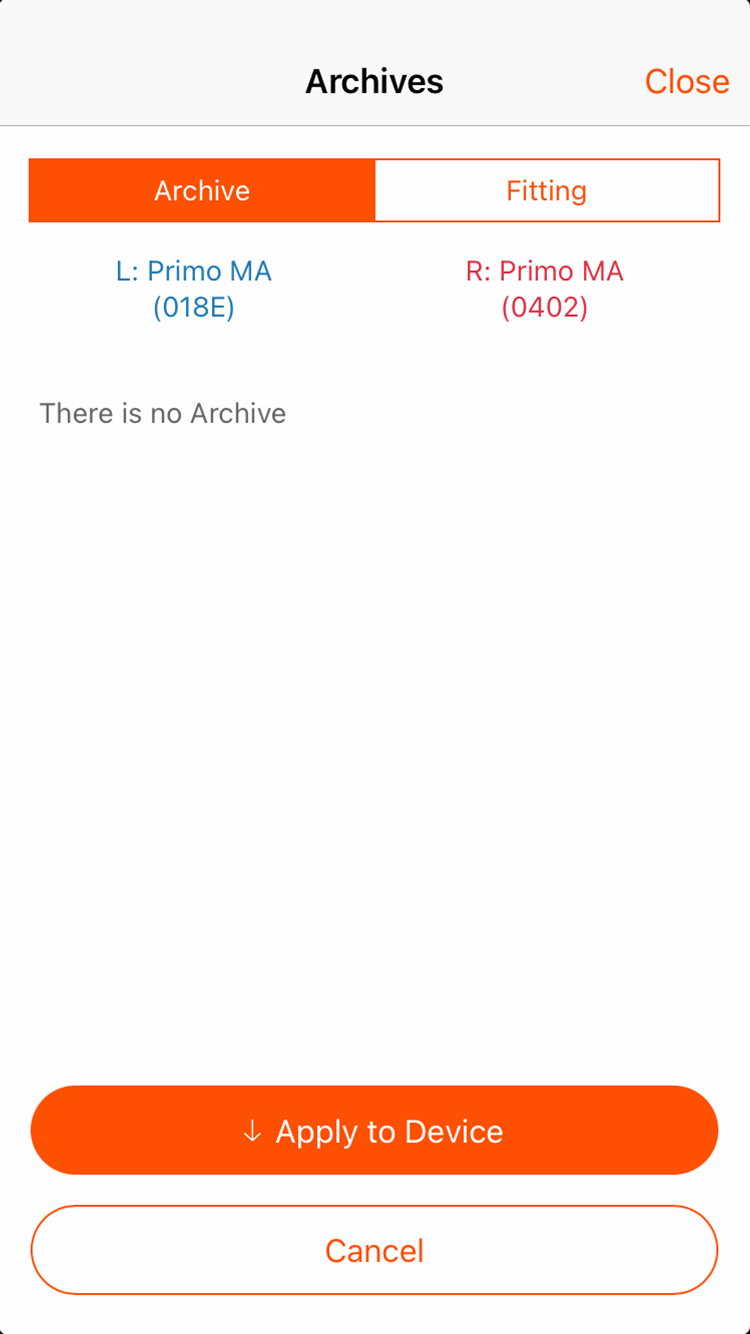 Archives
Close
Archive
Fitting
L: Primo MA
(018E)
R: Primo MA
(0402)
There is no Archive
↓ Apply to Device
Cancel